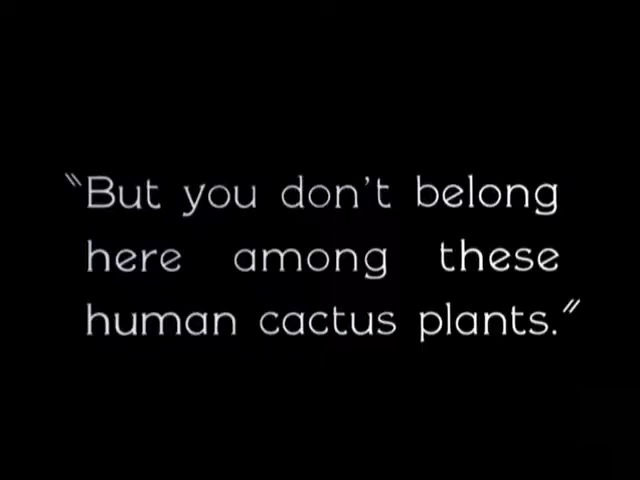 "But you don't belong
here among these
human cactus plants."